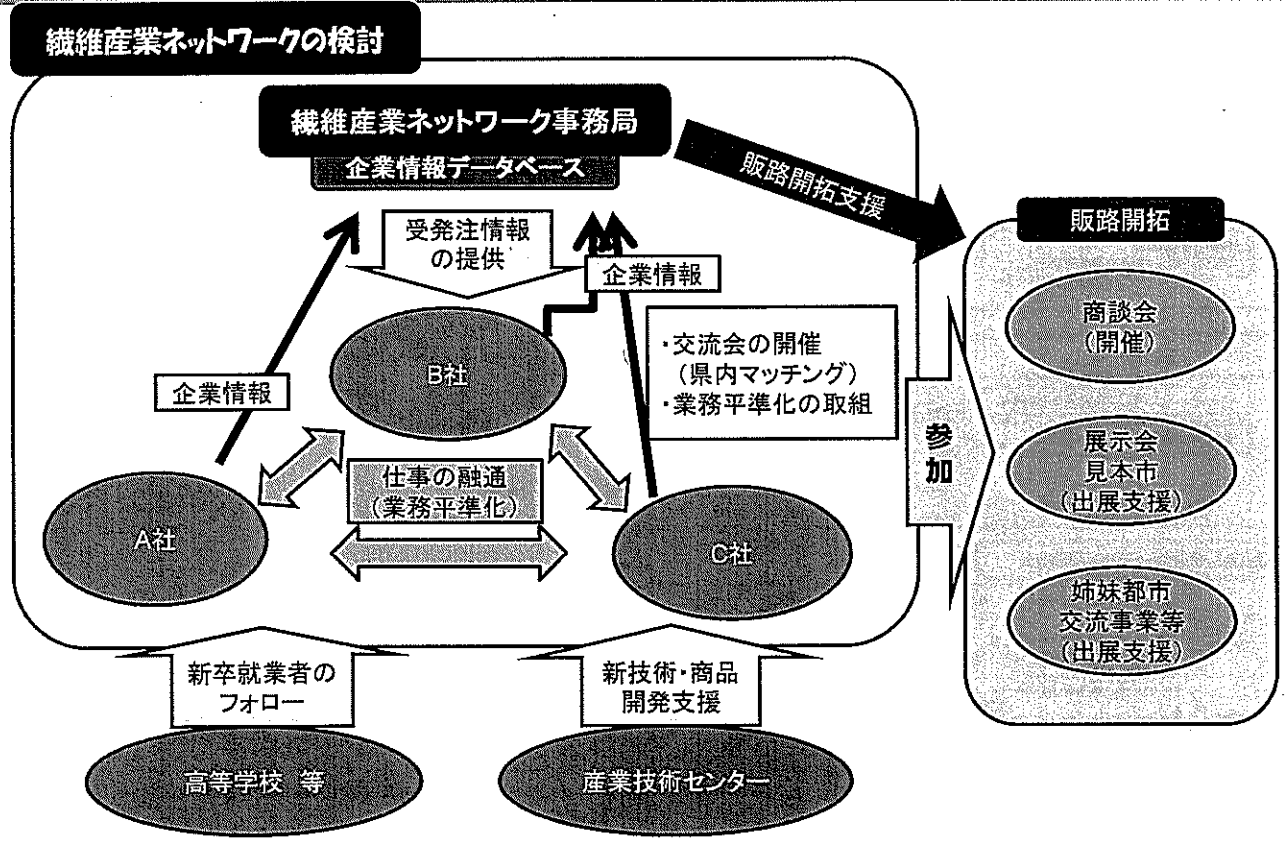 繊維産業ネットワークの検討
繊維産業ネットワーク事務局
企業情報データベース
販路開拓支援
受発注情報
の提供
企業情報
B社
企業情報
・交流会の開催
(県内マッチング)
・業務平準化の取組
仕事の融通
(業務平準化)
A社
C社
参加
販路開拓
商談会
(開催)
展示会
見本市
(出展支援)
姉妹都市
交流事業等
(出展支援)
新卒就業者の
フォロー
新技術・商品
開発支援
高等学校 等
産業技術センター